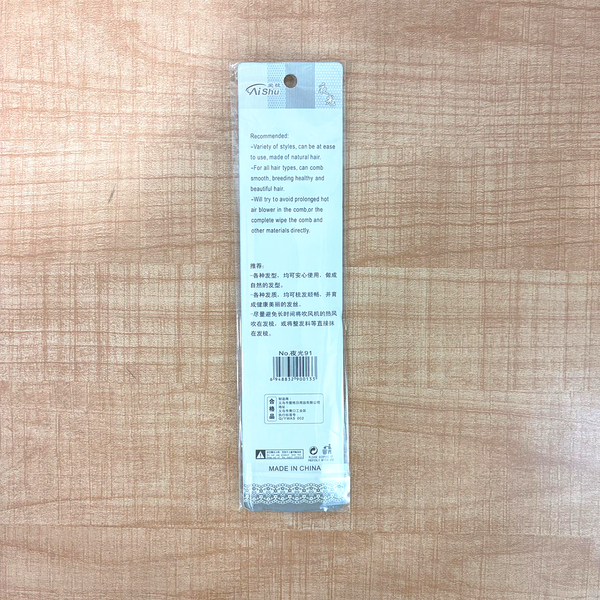 AiShu
Recommended:
-Variety of styles, can be at ease
to use, made of natural hair.
-For all hair types, can comb
smooth, breeding healthy and
beautiful hair.
-Will try to avoid prolonged hot
air blower in the comb,or the
complete wipe the comb and
other materials directly.
推荐:
-各种发型，均可安心使用，做成
自然的发型。
-各种发质，均可梳发顺畅，并育
成健康美丽的发丝。
-尽量避免长时间将吹风机的热风
吹在发梳，或将整发料等直接抹
在发梳。
No.夜光91
6 948852 900133
合格品
MADE IN CHINA